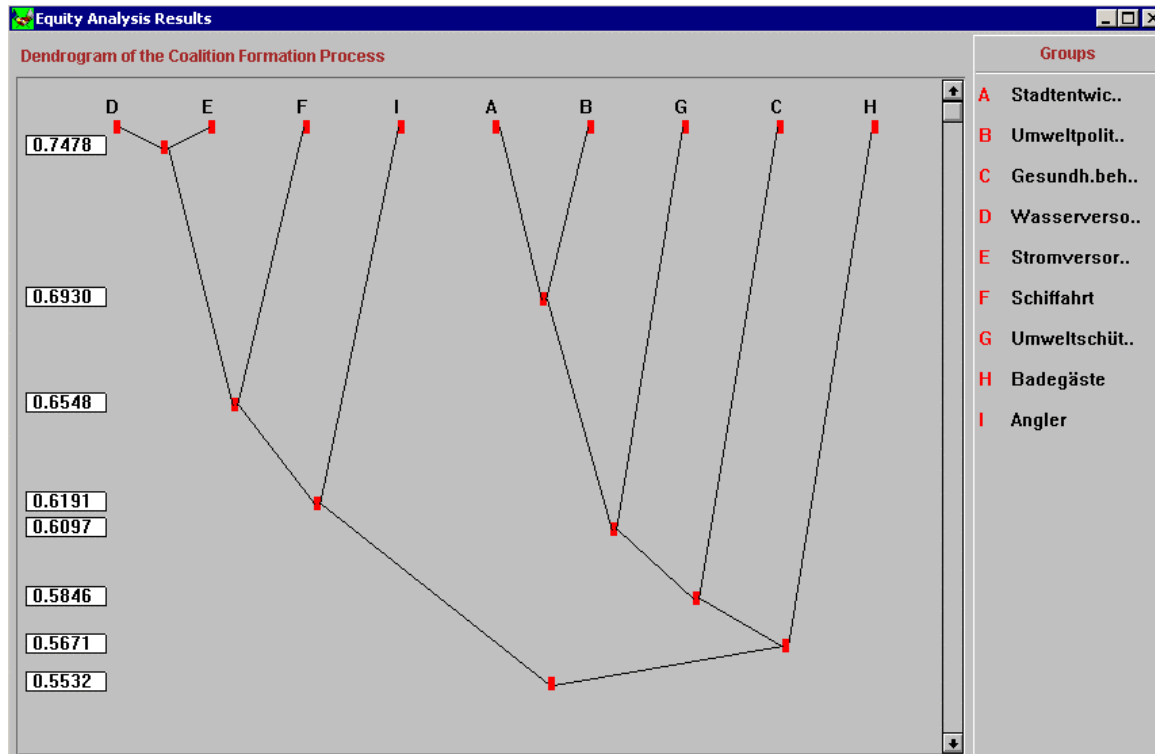 Equity Analysis Results
Dendrogram of the Coalition Formation Process
D E F I A B G C H
0.7478
0.6930
0.6548
0.6191
0.6097
0.5846
0.5671
0.5532
Groups
A Stadtentwic..
B Umweltpolit..
C Gesundh.beh..
D Wasserverso..
E Stromversor..
F Schiffahrt
G Umweltschüt..
H Badegäste
I Angler